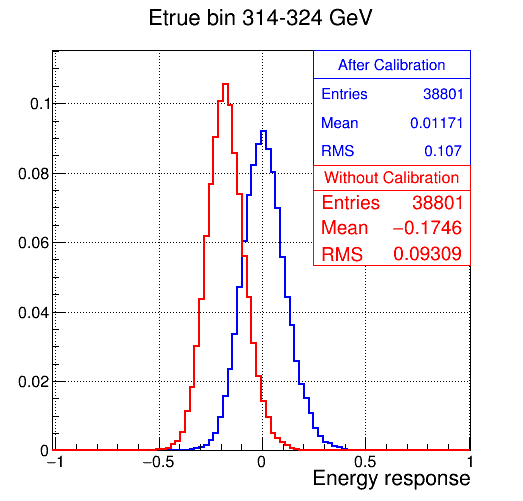 Etrue bin 314-324 GeV
After Calibration
Entries 38801
Mean 0.01171
RMS 0.107
Without Calibration
Entries 38801
Mean −0.1746
RMS 0.09309
0.1
0.08
0.06
0.04
0.02
0
−1 −0.5 0 0.5 1
Energy response